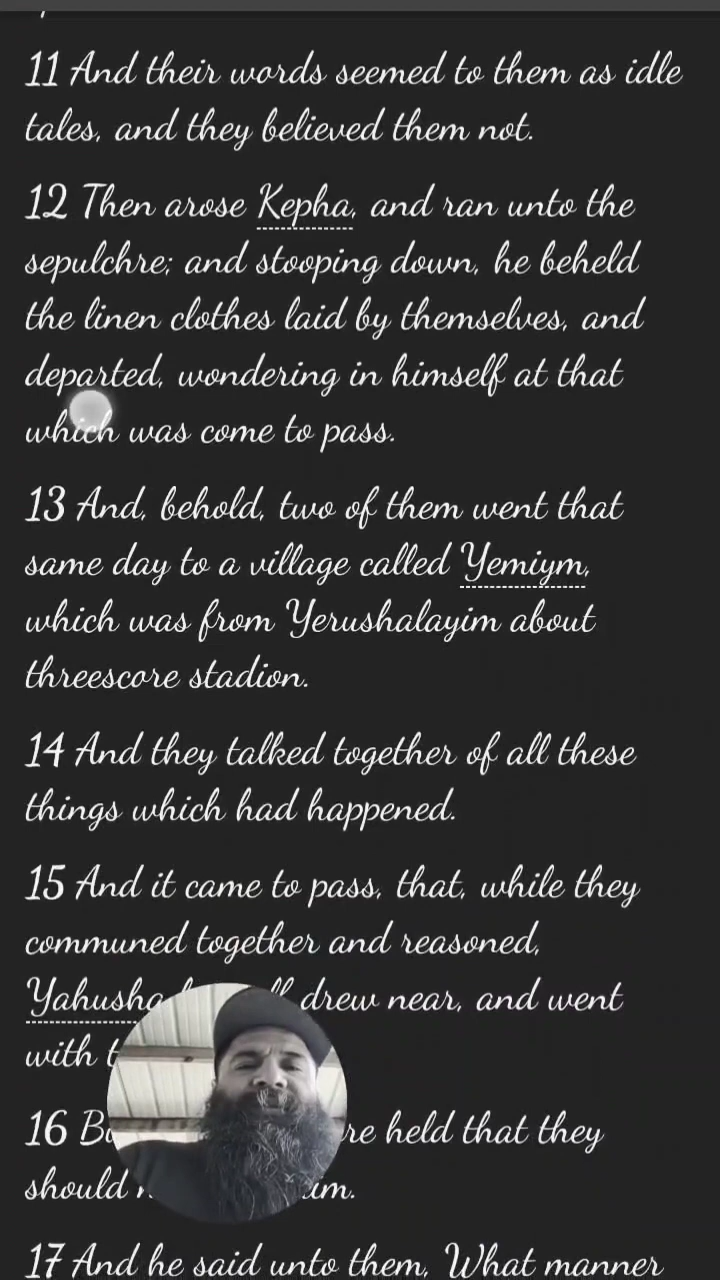 11 And their words seemed to them as idle
tales, and they believed them not.
12 Then arose Kepha, and ran unto the
sepulchre; and stooping down, he beheld
the linen clothes laid by themselves, and
departed, wondering in himself at that
which was come to pass.
13 And, behold, two of them went that
same day to a village called Yemiym,
which was from Yerushalayim about
threescore stadion.
14 And they talked together of all these
things which had happened.
15 And it came to pass, that, while they
communed together and reasoned,
drew near, and went
with
16 held that they
should
17 And he said unto them, What manner